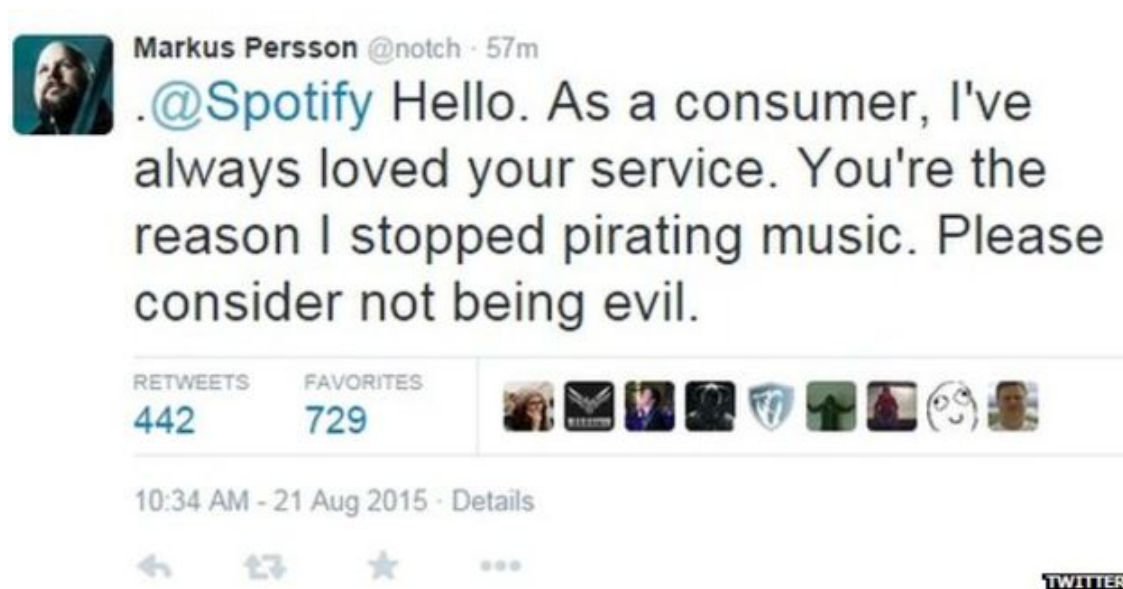 Markus Persson @notch · 57m
.@Spotify Hello. As a consumer, I've
always loved your service. You're the
reason I stopped pirating music. Please
consider not being evil.
RETWEETS FAVORITES
442 729
10:34 AM - 21 Aug 2015 · Details
TWITTER